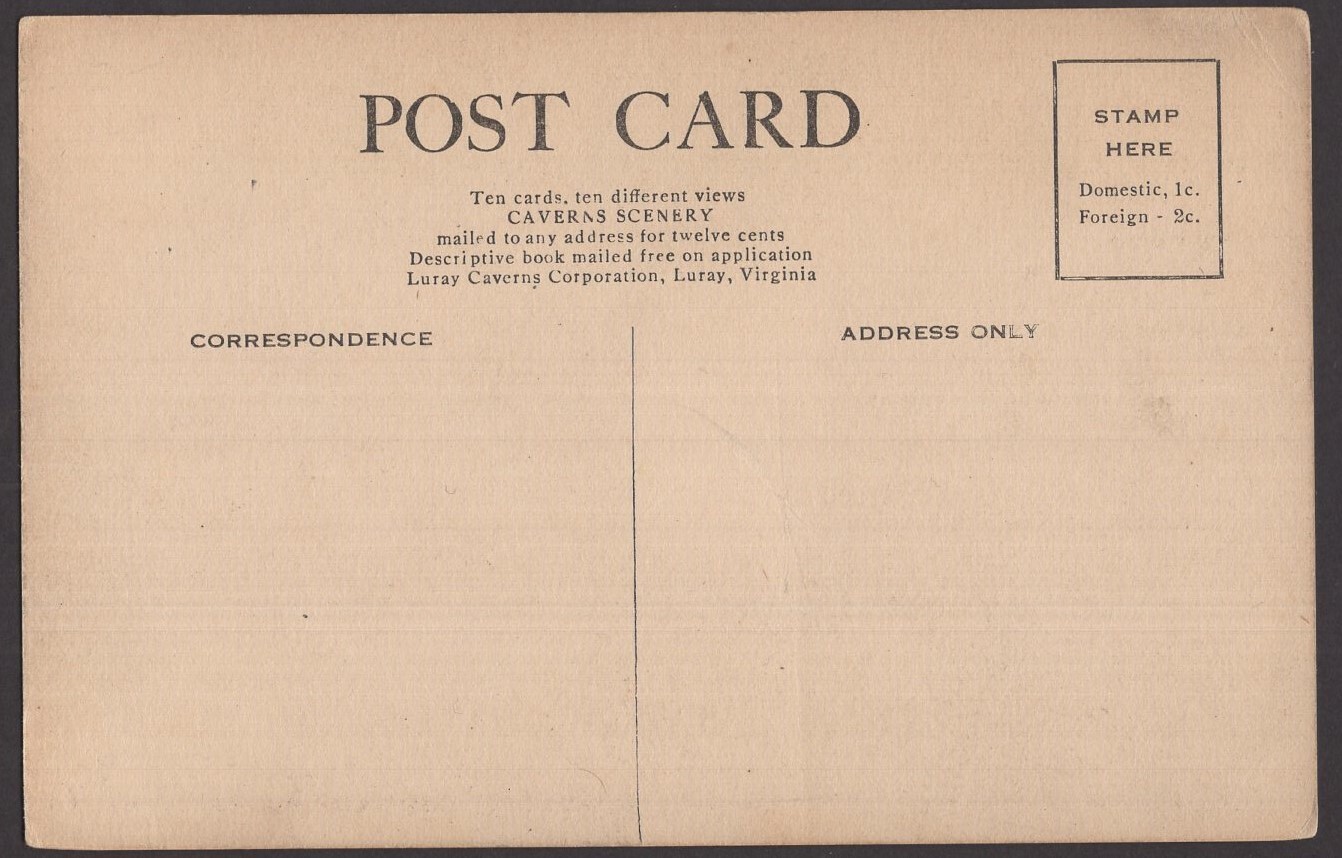 POST CARD
STAMP
HERE
Domestic, 1c.
Foreign - 2c.
Ten cards, ten different views
CAVERNS SCENERY
mailed to any address for twelve cents
Descriptive book mailed free on application
Luray Caverns Corporation, Luray, Virginia
CORRESPONDENCE
ADDRESS ONLY